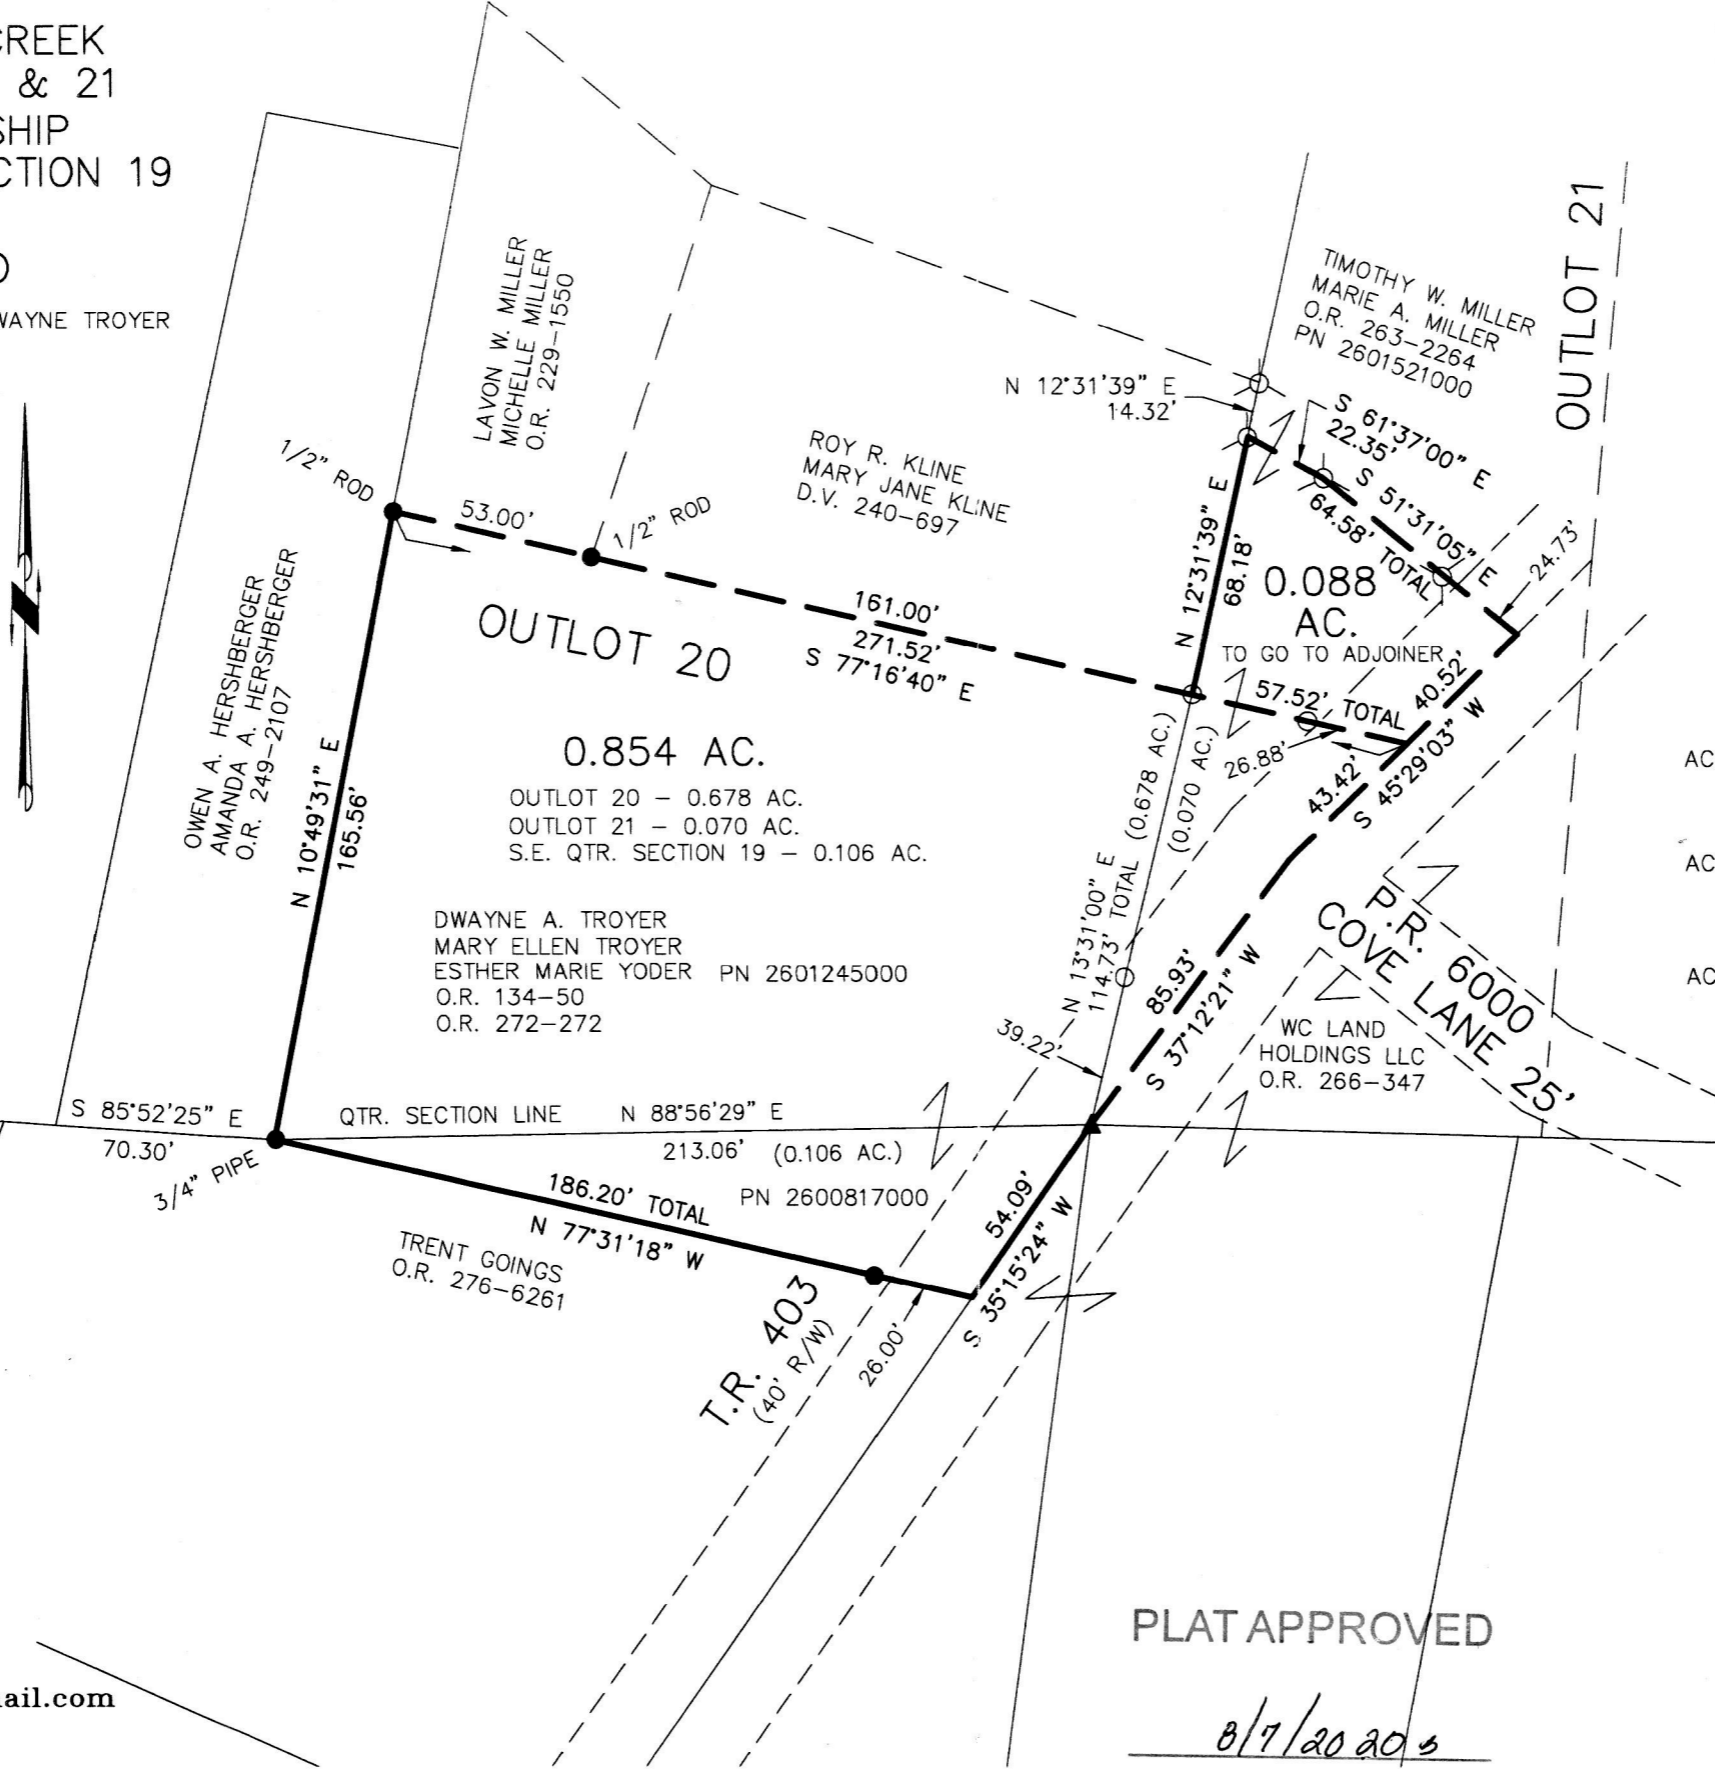 CREEK
& 21
SHIP
CTION 19
WAYNE TROYER
OUTLOT 21
TIMOTHY W. MILLER
MARIE A. MILLER
O.R. 263-2264
PN 2601521000
LAVON W. MILLER
MICHELLE MILLER
O.R. 229-1550
N 12°31'39" E
14.32'
S 61°37'00" E
22.35'
S 51°31'05" E
64.58' TOTAL
24.73'
ROY R. KLINE
MARY JANE KLINE
D.V. 240-697
1/2" ROD
53.00'
1/2" ROD
N 12°31'39" E
68.18'
0.088
AC.
TO GO TO ADJOINER
OWEN A. HERSHBERGER
AMANDA A. HERSHBERGER
O.R. 249-2107
OUTLOT 20
161.00'
271.52'
S 77°16'40" E
57.52' TOTAL
40.52'
S 45°29'03" W
43.42'
26.88'
N 10°49'31" E
165.56'
0.854 AC.
OUTLOT 20 - 0.678 AC.
OUTLOT 21 - 0.070 AC.
S.E. QTR. SECTION 19 - 0.106 AC.
(0.678 AC.)
(0.070 AC.)
N 13°31'00" E
114.73' TOTAL
AC
AC
AC
DWAYNE A. TROYER
MARY ELLEN TROYER
ESTHER MARIE YODER PN 2601245000
O.R. 134-50
O.R. 272-272
P.R. 6000
COVE LANE 25'
85.93'
S 37°12'21" W
39.22'
WC LAND
HOLDINGS LLC
O.R. 266-347
S 85°52'25" E
70.30'
QTR. SECTION LINE N 88°56'29" E
213.06' (0.106 AC.)
3/4" PIPE
186.20' TOTAL
N 77°31'18" W
PN 2600817000
54.09'
S 35°15'24" W
TRENT GOINGS
O.R. 276-6261
T.R. 403
(40' R/W)
26.00'
PLAT APPROVED
ail.com